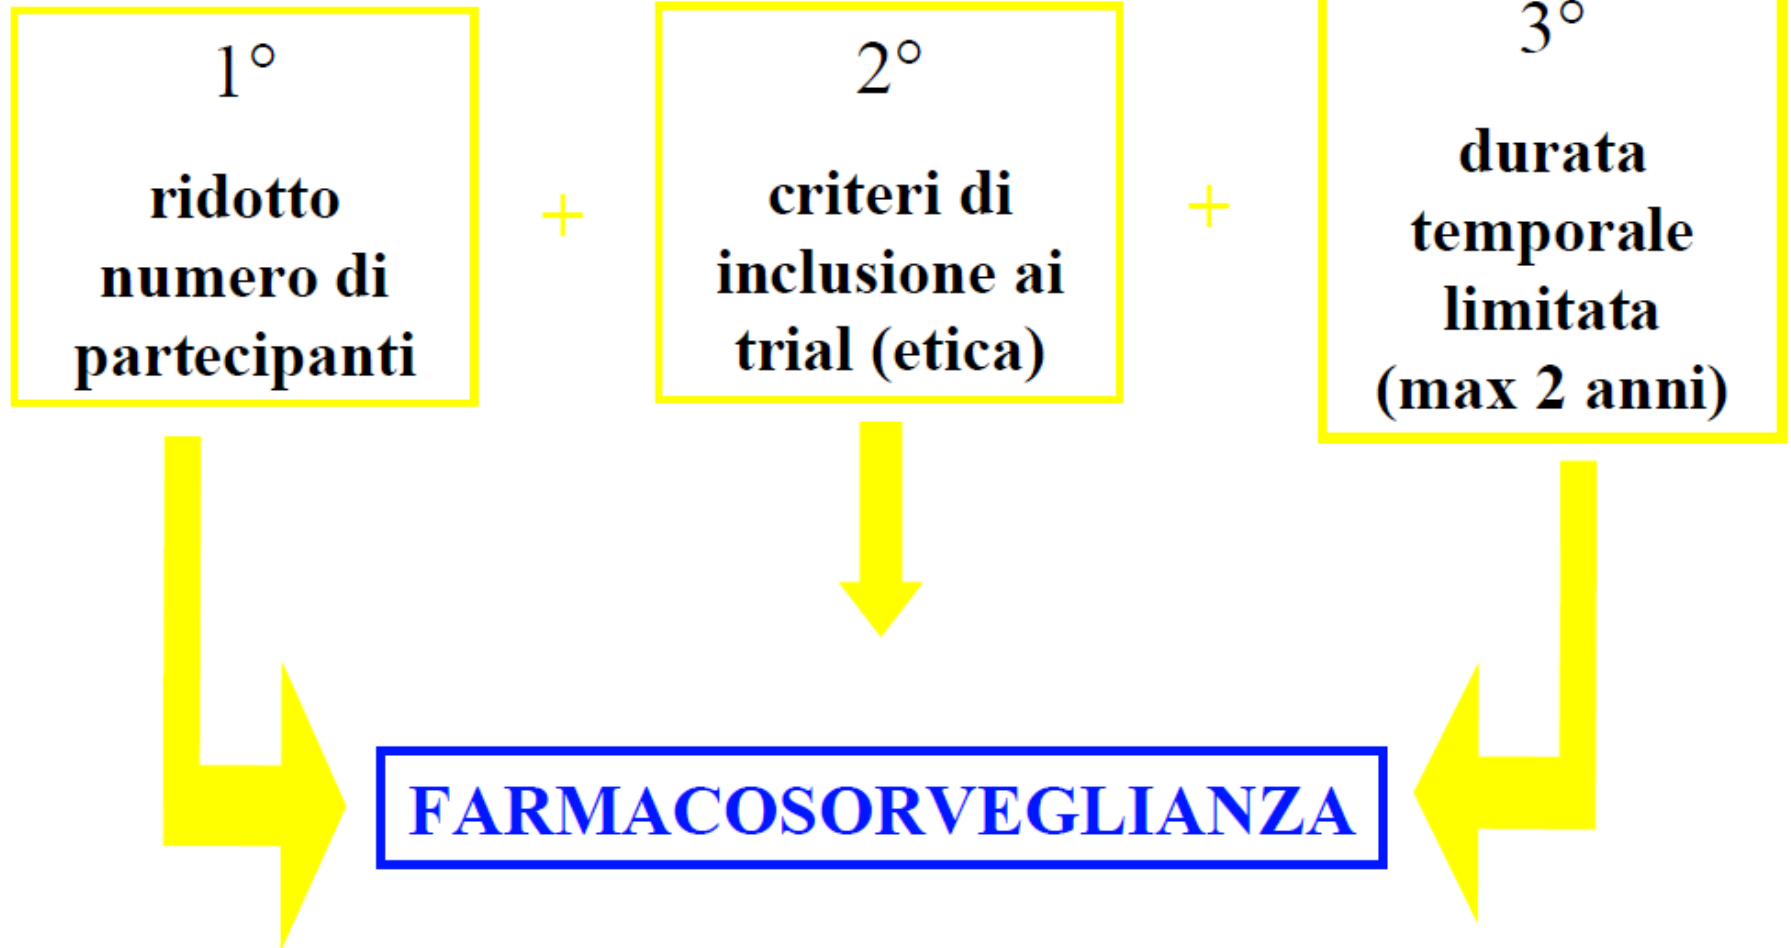 1°
ridotto
numero di
partecipanti
+
2°
criteri di
inclusione ai
trial (etica)
+
3°
durata
temporale
limitata
(max 2 anni)
FARMACOSORVEGLIANZA